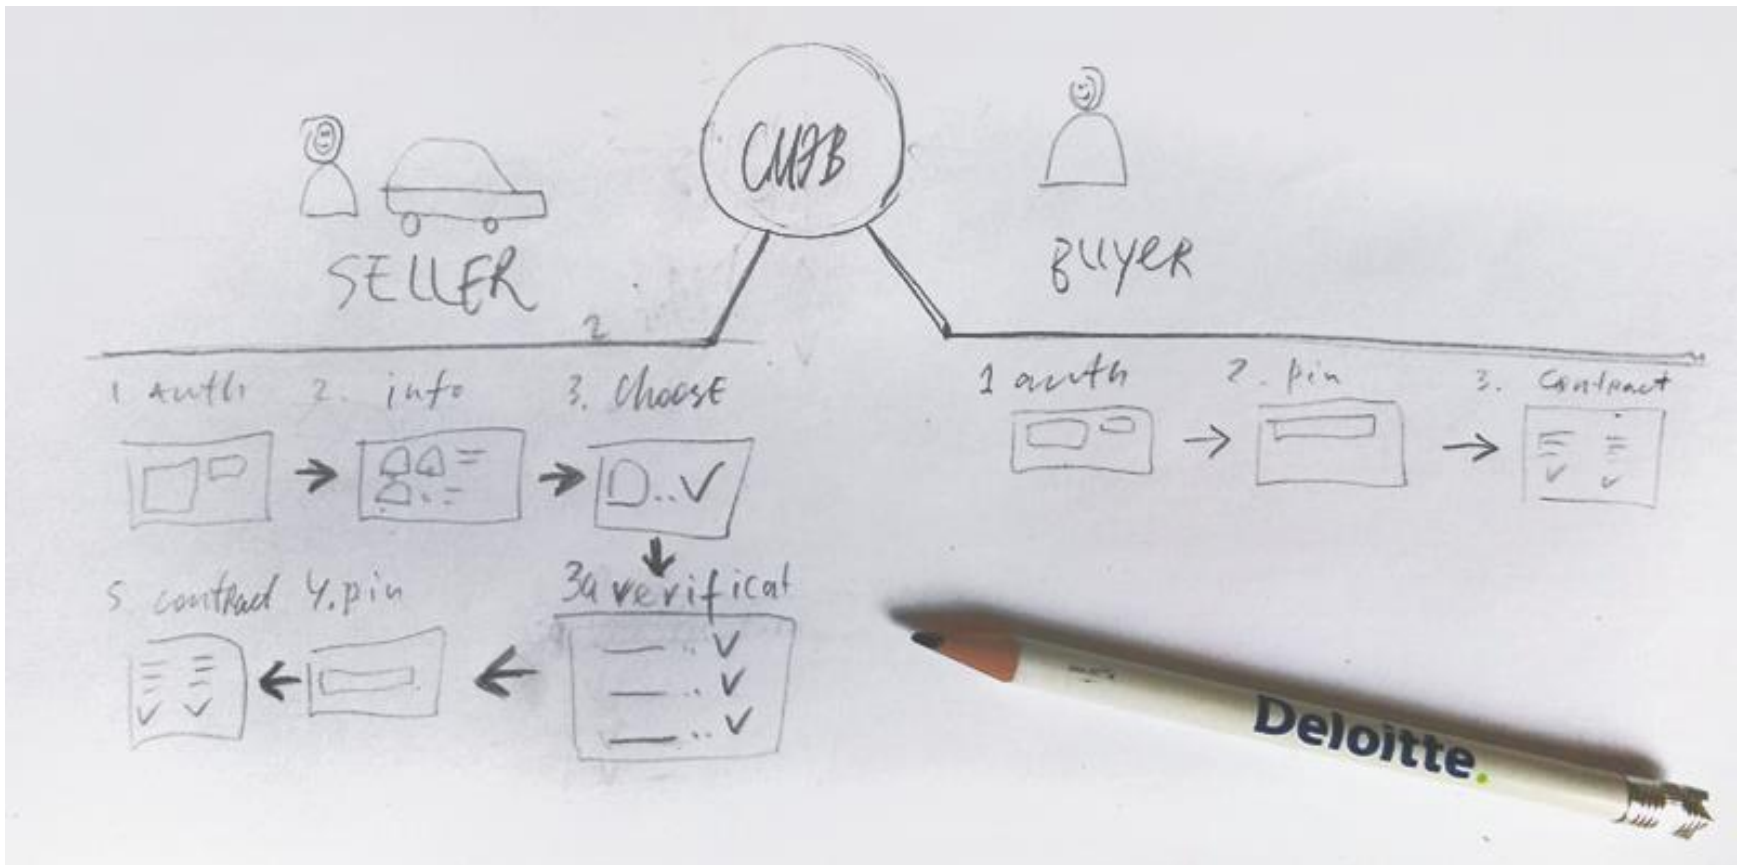 SELLER
BUYER
2
1 auth
2. info
3. Choose
1 auth
2. pin
3. Contract
3a verificat
4. pin
5 contract
Deloitte.